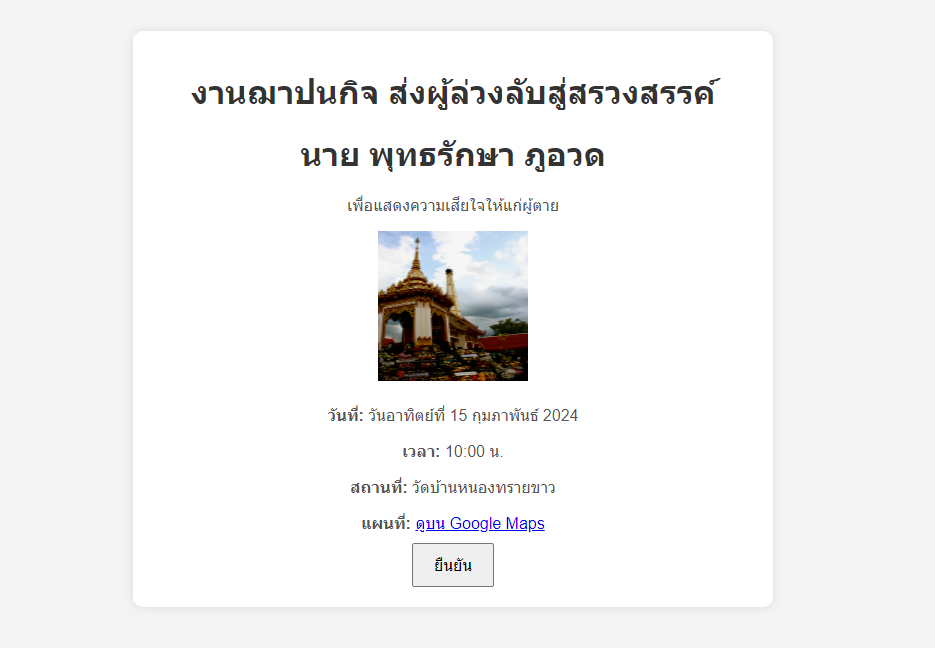 งานฌาปนกิจ ส่งผู้ล่วงลับสู่สรวงสรรค์
นาย พุทธรักษา ภูอวด
เพื่อแสดงความเสียใจให้แก่ผู้ตาย
วันที่: วันอาทิตย์ที่ 15 กุมภาพันธ์ 2024
เวลา: 10:00 น.
สถานที่: วัดบ้านหนองทรายขาว
แผนที่: ดูบน Google Maps
ยืนยัน